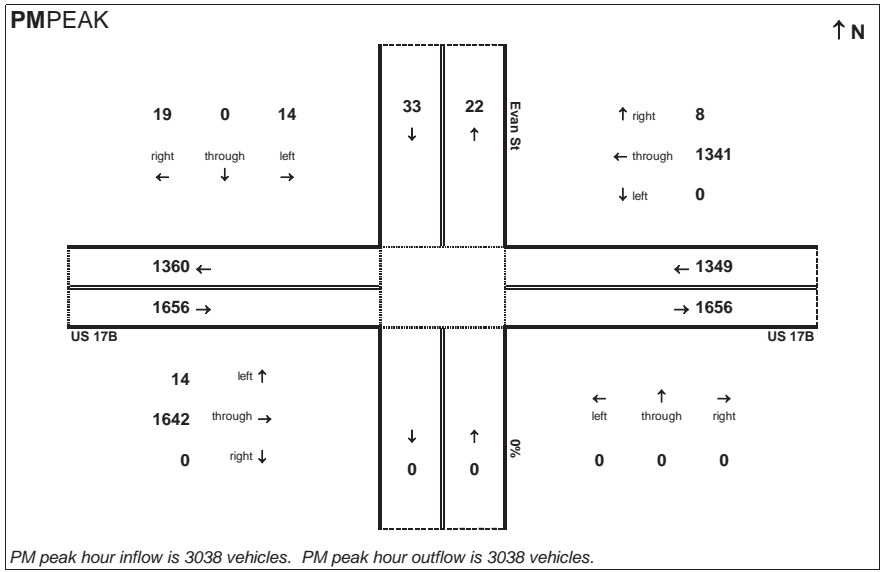 PMPEAK
↑ N
19 0 14
right through left
← ↓ →
33 22
↓ ↑
Evan St
↑ right 8
← through 1341
↓ left 0
1360 ←
← 1349
1656 →
→ 1656
US 17B
US 17B
14 left ↑
1642 through →
0 right ↓
↓ ↑
0 0
0%
← ↑ →
left through right
0 0 0
PM peak hour inflow is 3038 vehicles. PM peak hour outflow is 3038 vehicles.